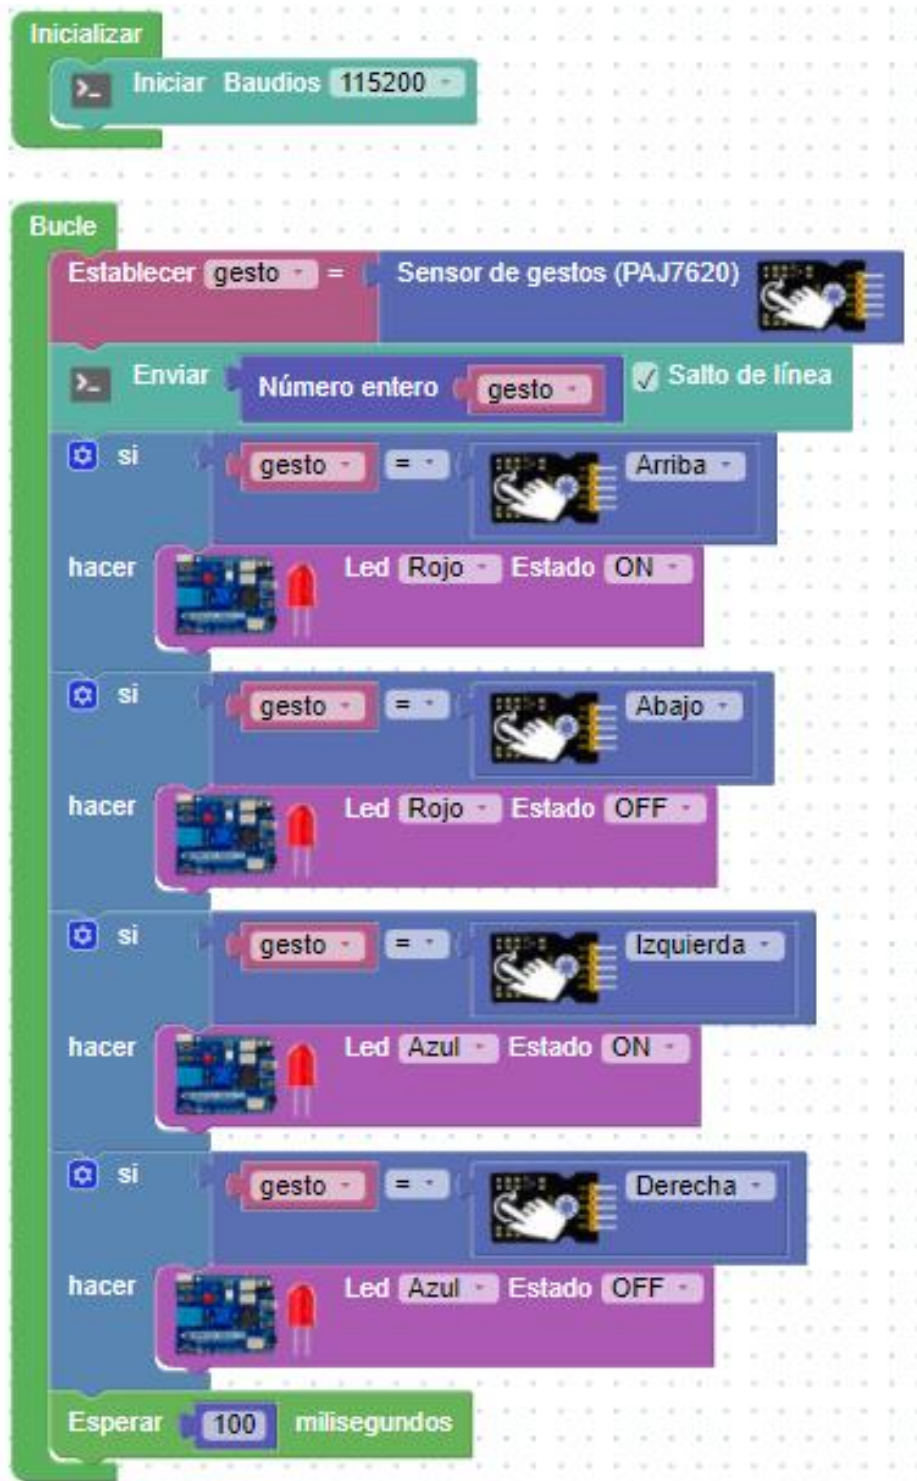 Inicializar
>_ Iniciar Baudios 115200
Bucle
Establecer gesto = Sensor de gestos (PAJ7620)
>_ Enviar Número entero gesto Salto de línea
si gesto = Arriba
hacer Led Rojo Estado ON
si gesto = Abajo
hacer Led Rojo Estado OFF
si gesto = Izquierda
hacer Led Azul Estado ON
si gesto = Derecha
hacer Led Azul Estado OFF
Esperar 100 milisegundos